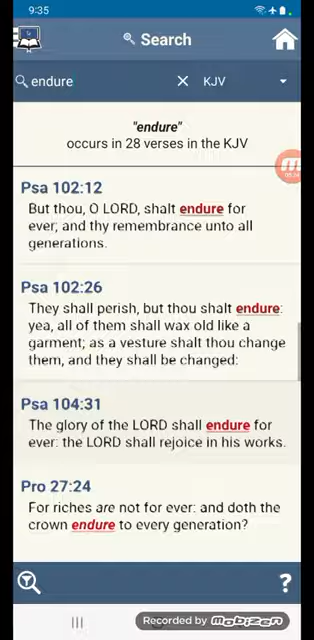 9:35
Search
endure
KJV
"endure"
occurs in 28 verses in the KJV
Psa 102:12
But thou, O LORD, shalt endure for
ever; and thy remembrance unto all
generations.
Psa 102:26
They shall perish, but thou shalt endure:
yea, all of them shall wax old like a
garment; as a vesture shalt thou change
them, and they shall be changed:
Psa 104:31
The glory of the LORD shall endure for
ever: the LORD shall rejoice in his works.
Pro 27:24
For riches are not for ever: and doth the
crown endure to every generation?
?
Recorded by mobizen